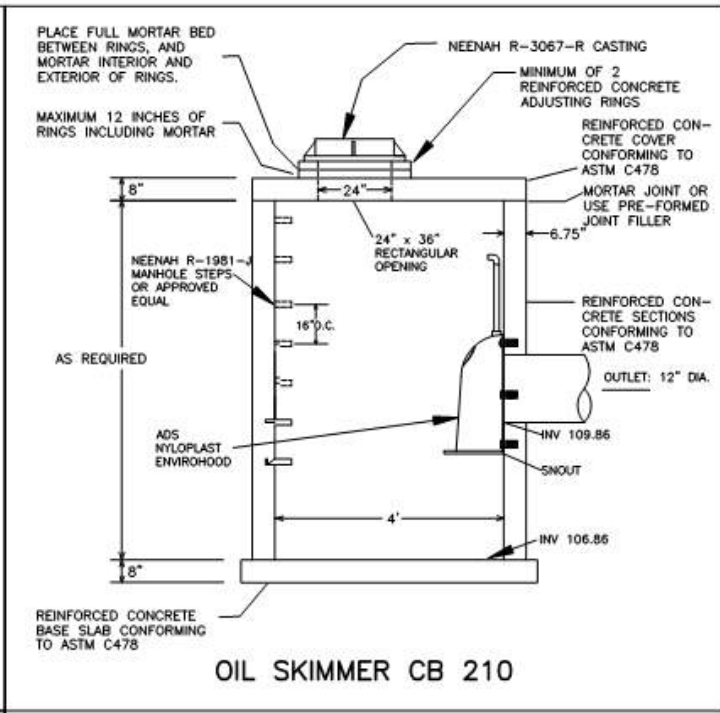 PLACE FULL MORTAR BED
BETWEEN RINGS, AND
MORTAR INTERIOR AND
EXTERIOR OF RINGS.
NEENAH R-3067-R CASTING
MINIMUM OF 2
REINFORCED CONCRETE
ADJUSTING RINGS
MAXIMUM 12 INCHES OF
RINGS INCLUDING MORTAR
REINFORCED CON-
CRETE COVER
CONFORMING TO
ASTM C478
8"
24"
MORTAR JOINT OR
USE PRE-FORMED
JOINT FILLER
6.75"
24" x 36"
RECTANGULAR
OPENING
NEENAH R-1981-J
MANHOLE STEPS
OR APPROVED
EQUAL
16"O.C.
REINFORCED CON-
CRETE SECTIONS
CONFORMING TO
ASTM C478
AS REQUIRED
OUTLET: 12" DIA.
ADS
NYLOPLAST
ENVIROHOOD
INV 109.86
SNOUT
4'
INV 106.86
8"
REINFORCED CONCRETE
BASE SLAB CONFORMING
TO ASTM C478
OIL SKIMMER CB 210